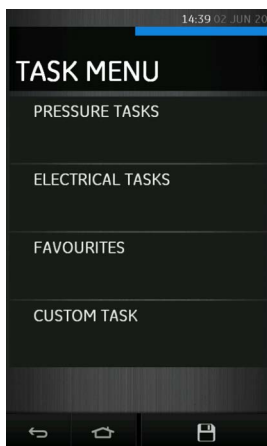 14:39 02 JUN 20
TASK MENU
PRESSURE TASKS
ELECTRICAL TASKS
FAVOURITES
CUSTOM TASK